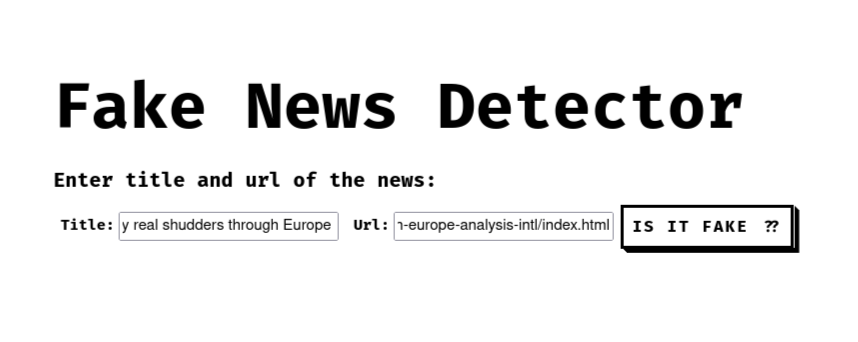 Fake News Detector
Enter title and url of the news:
Title: y real shudders through Europe Url: n-europe-analysis-intl/index.html IS IT FAKE ⁇